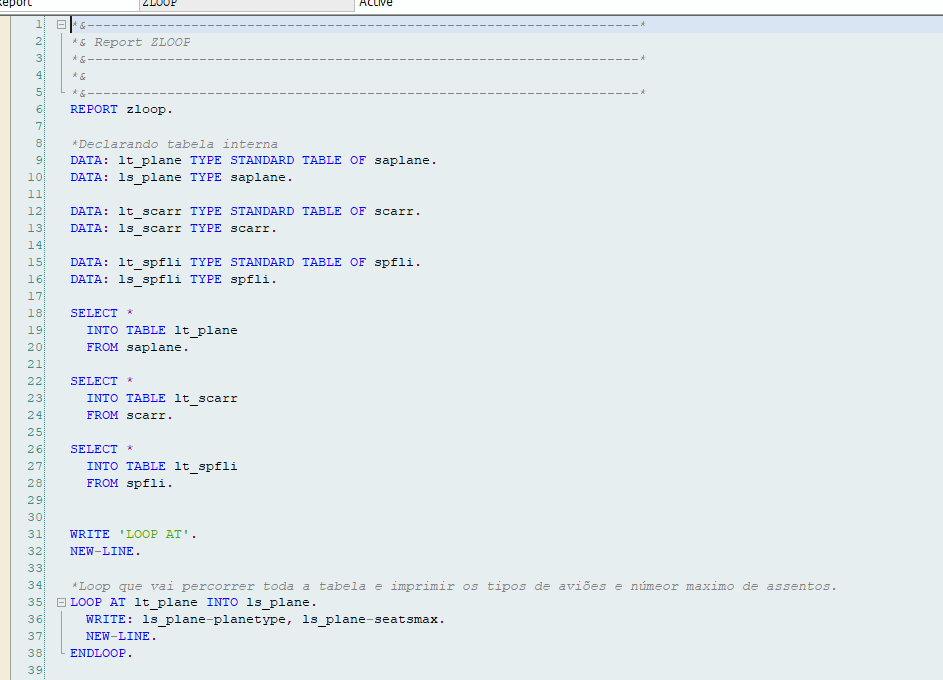 Report ZLOOP Active
1 *&---------------------------------------------------------------------*
2 *& Report ZLOOP
3 *&---------------------------------------------------------------------*
4 *&
5 *&---------------------------------------------------------------------*
6 REPORT zloop.
7
8 *Declarando tabela interna
9 DATA: lt_plane TYPE STANDARD TABLE OF saplane.
10 DATA: ls_plane TYPE saplane.
11
12 DATA: lt_scarr TYPE STANDARD TABLE OF scarr.
13 DATA: ls_scarr TYPE scarr.
14
15 DATA: lt_spfli TYPE STANDARD TABLE OF spfli.
16 DATA: ls_spfli TYPE spfli.
17
18 SELECT *
19 INTO TABLE lt_plane
20 FROM saplane.
21
22 SELECT *
23 INTO TABLE lt_scarr
24 FROM scarr.
25
26 SELECT *
27 INTO TABLE lt_spfli
28 FROM spfli.
29
30
31 WRITE 'LOOP AT'.
32 NEW-LINE.
33
34 *Loop que vai percorrer toda a tabela e imprimir os tipos de aviões e númeor maximo de assentos.
35 LOOP AT lt_plane INTO ls_plane.
36 WRITE: ls_plane-planetype, ls_plane-seatsmax.
37 NEW-LINE.
38 ENDLOOP.
39